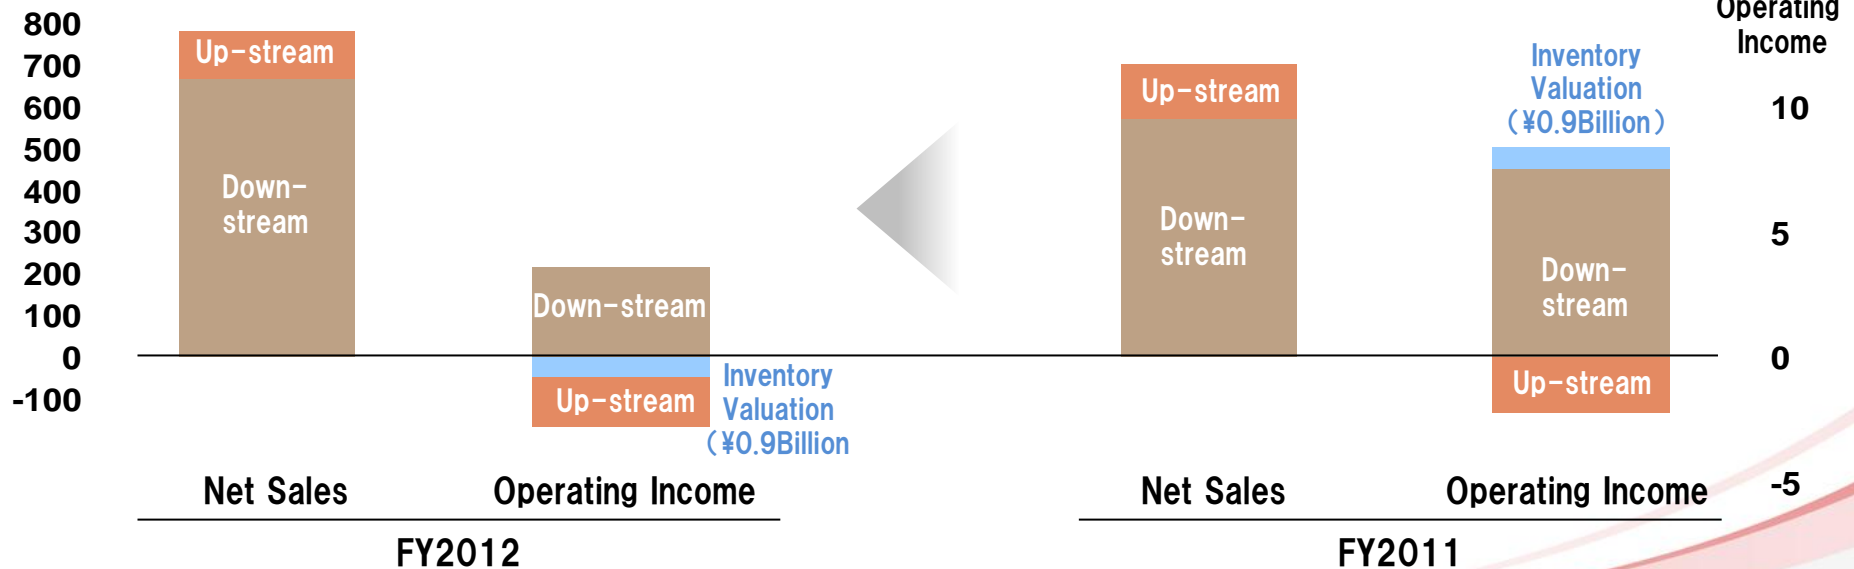 800
700
600
500
400
300
200
100
0
-100
Up-stream
Down-
stream
Down-stream
Up-stream
Inventory
Valuation
(¥0.9Billion
Net Sales
Operating Income
FY2012
Up-stream
Down-
stream
Inventory
Valuation
(¥0.9Billion)
Down-
stream
Up-stream
Net Sales
Operating Income
FY2011
Operating
Income
10
5
0
-5